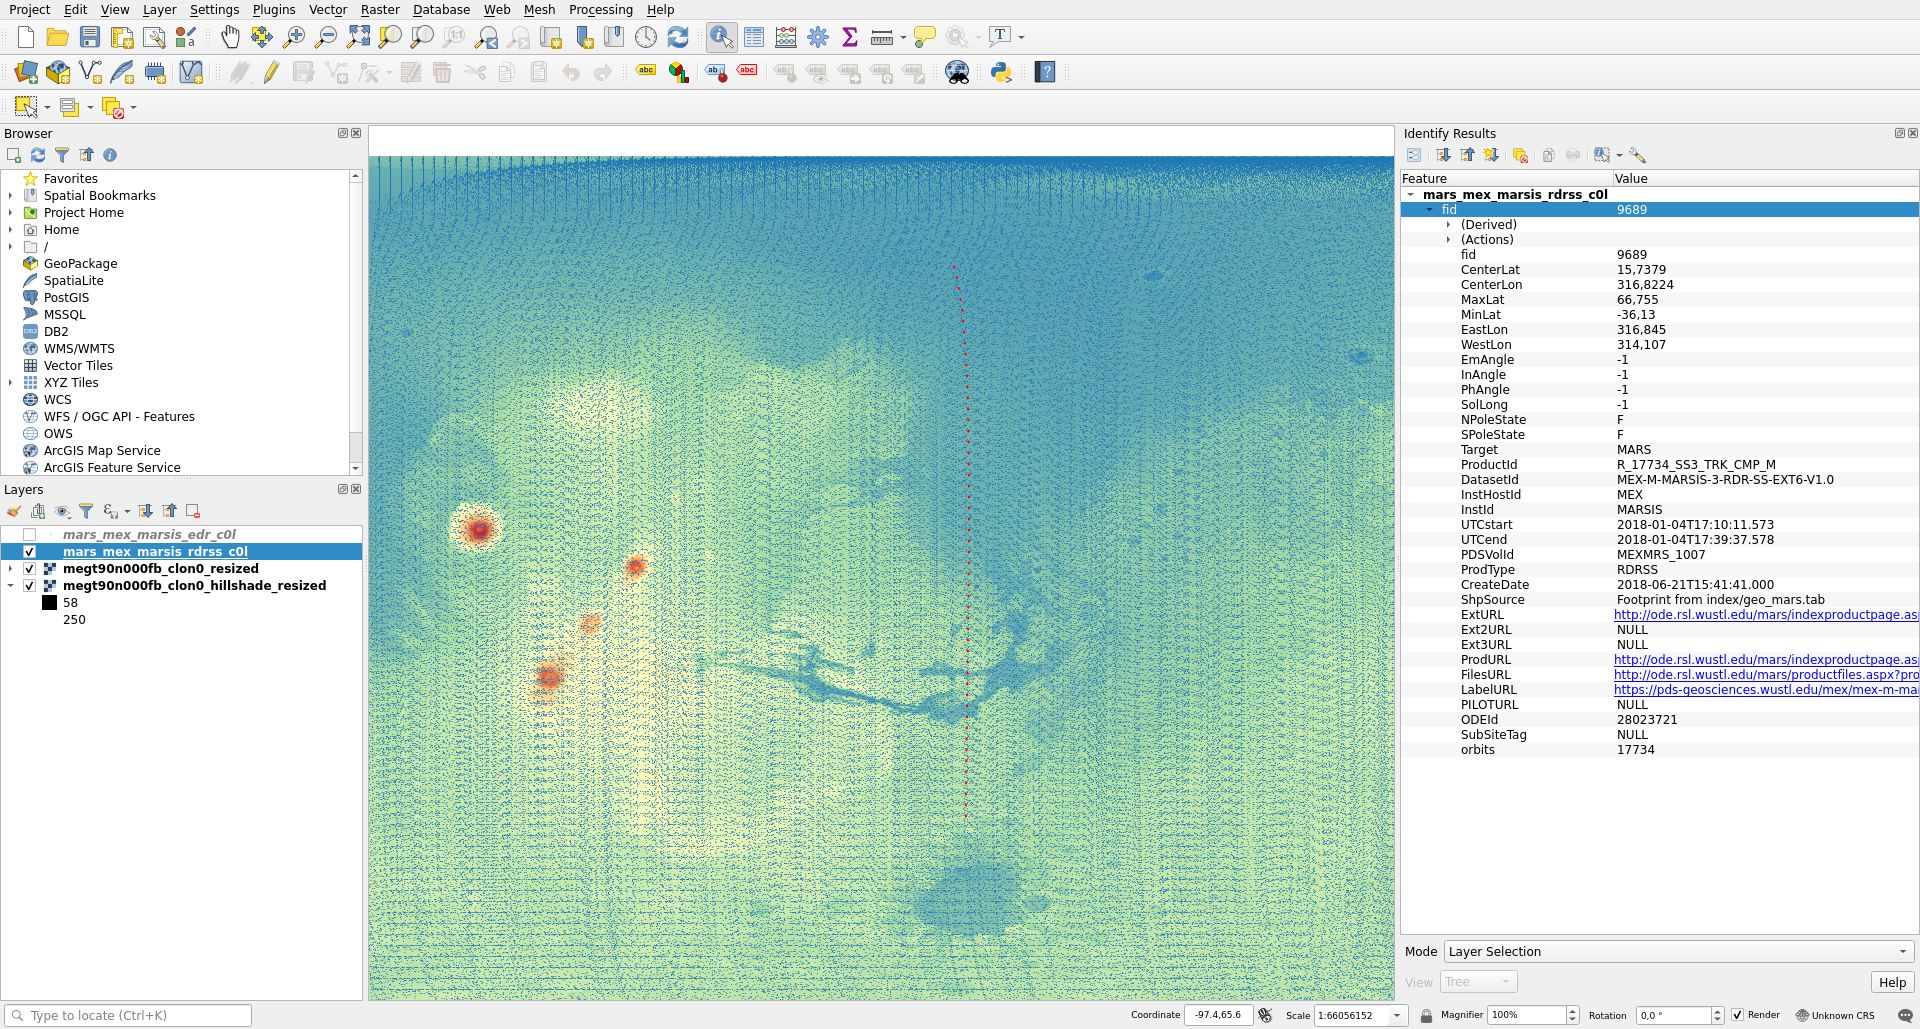 Project Edit View Layer Settings Plugins Vector Raster Database Web Mesh Processing Help
Browser
Favorites
Spatial Bookmarks
Project Home
Home
/
GeoPackage
SpatiaLite
PostGIS
MSSQL
DB2
WMS/WMTS
Vector Tiles
XYZ Tiles
WCS
WFS / OGC API - Features
OWS
ArcGIS Map Service
ArcGIS Feature Service
Layers
mars_mex_marsis_edr_c0l
mars_mex_marsis_rdrss_c0l
megt90n000fb_clon0_resized
megt90n000fb_clon0_hillshade_resized
58
250
Identify Results
Feature Value
mars_mex_marsis_rdrss_c0l
fid 9689
(Derived)
(Actions)
fid 9689
CenterLat 15,7379
CenterLon 316,8224
MaxLat 66,755
MinLat -36,13
EastLon 316,845
WestLon 314,107
EmAngle -1
InAngle -1
PhAngle -1
SolLong -1
NPoleState F
SPoleState F
Target MARS
ProductId R_17734_SS3_TRK_CMP_M
DatasetId MEX-M-MARSIS-3-RDR-SS-EXT6-V1.0
InstHostId MEX
InstId MARSIS
UTCstart 2018-01-04T17:10:11.573
UTCend 2018-01-04T17:39:37.578
PDSVolId MEXMRS_1007
ProdType RDRSS
CreateDate 2018-06-21T15:41:41.000
ShpSource Footprint from index/geo_mars.tab
ExtURL http://ode.rsl.wustl.edu/mars/indexproductpage.as
Ext2URL NULL
Ext3URL NULL
ProdURL http://ode.rsl.wustl.edu/mars/indexproductpage.as
FilesURL http://ode.rsl.wustl.edu/mars/productfiles.aspx?pro
LabelURL https://pds-geosciences.wustl.edu/mex/mex-m-ma
PILOTURL NULL
ODEId 28023721
SubSiteTag NULL
orbits 17734
Mode Layer Selection
View Tree Help
Type to locate (Ctrl+K) Coordinate -97.4,65.6 Scale 1:66056152 Magnifier 100% Rotation 0,0 ° Render Unknown CRS